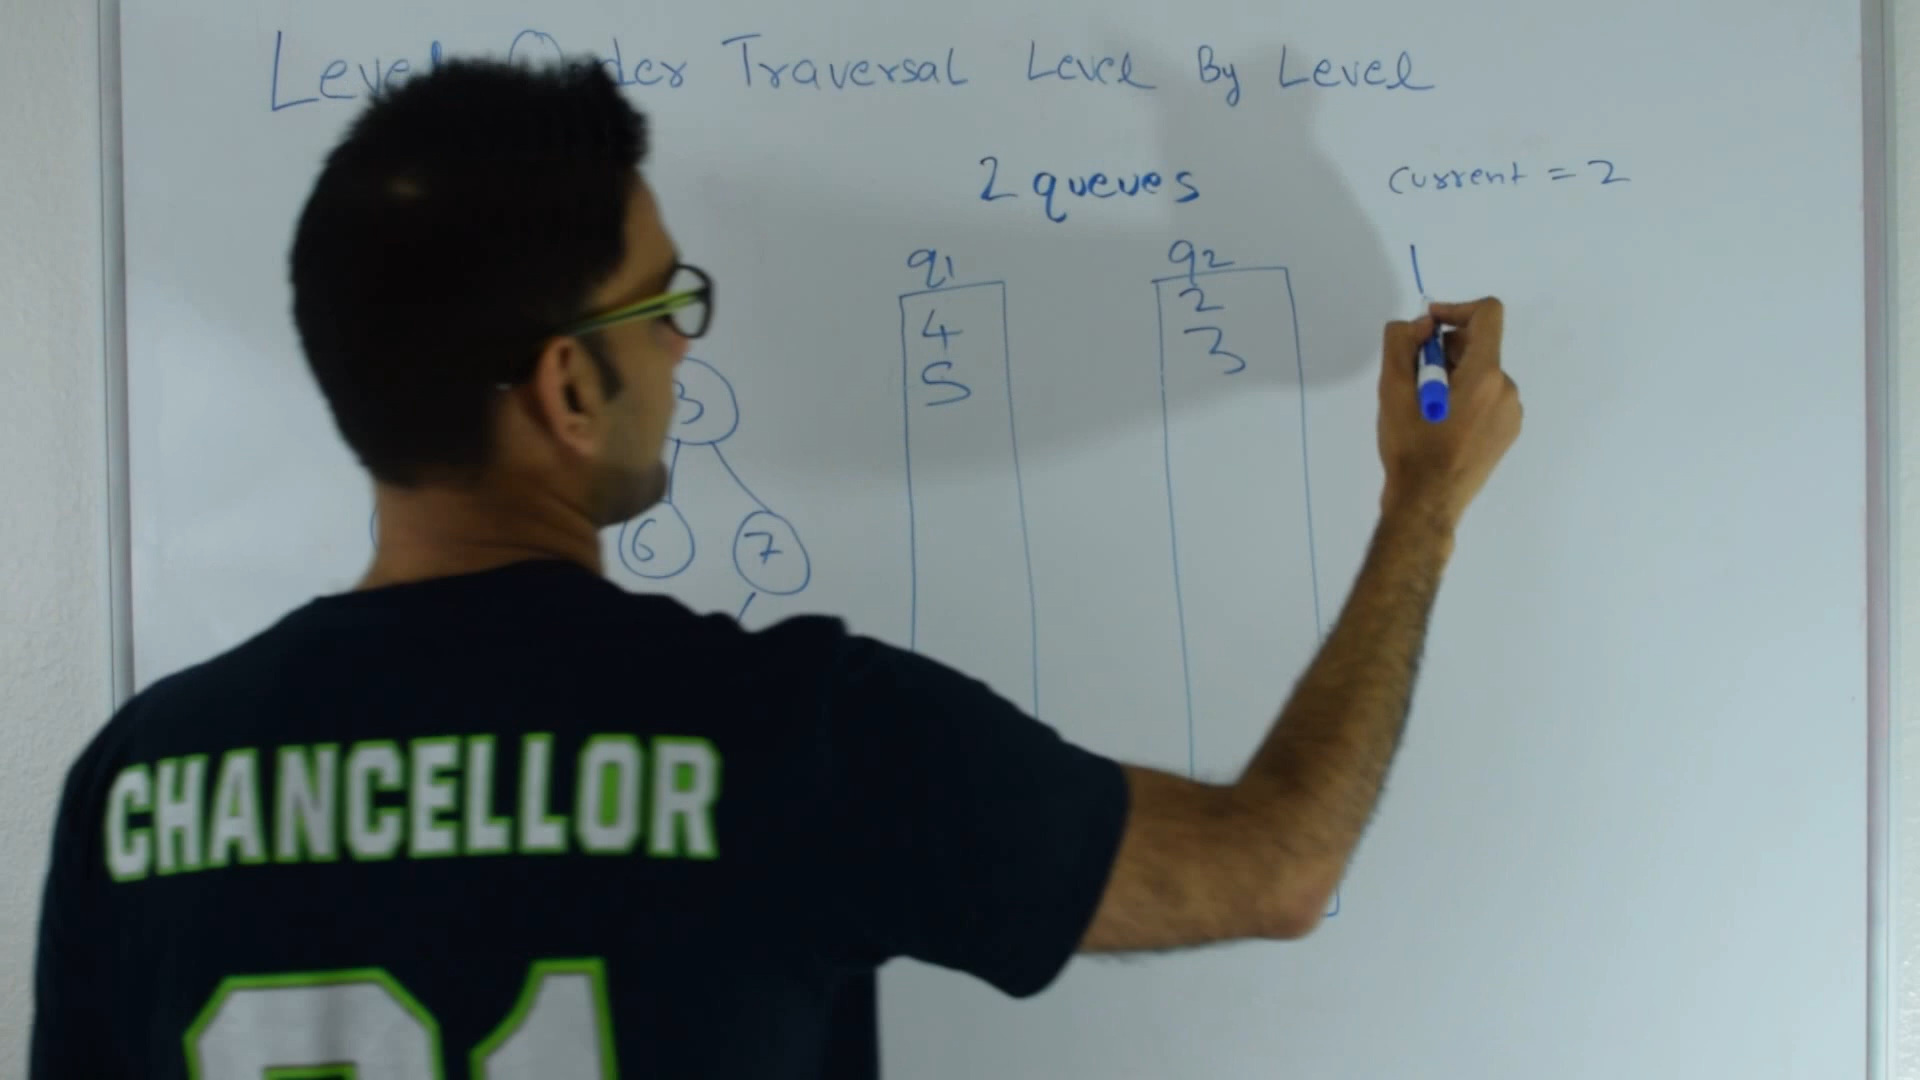 Level Order Traversal Level By Level
2 queues
current = 2
q1
q2
4
5
2
3
3
6
7
CHANCELLOR